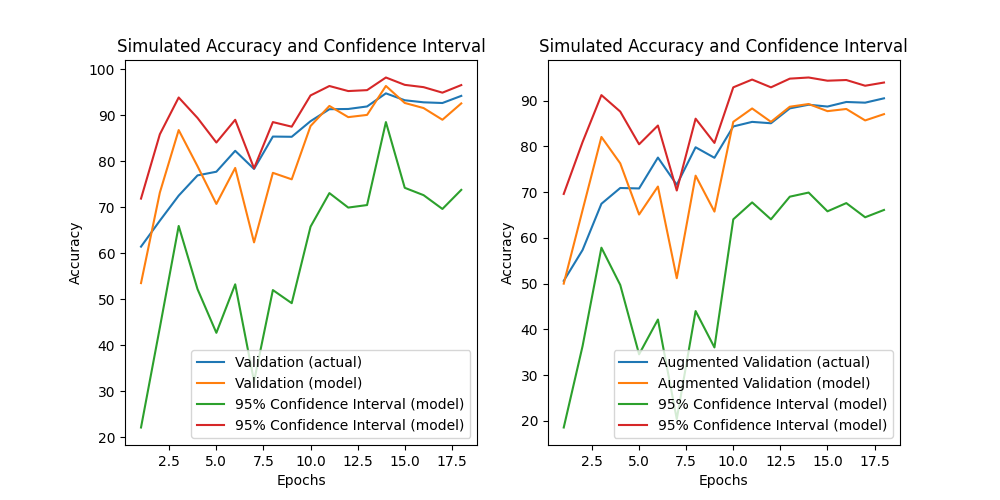 Simulated Accuracy and Confidence Interval
Accuracy
100
90
80
70
60
50
40
30
20
2.5 5.0 7.5 10.0 12.5 15.0 17.5
Epochs
Validation (actual)
Validation (model)
95% Confidence Interval (model)
95% Confidence Interval (model)
Simulated Accuracy and Confidence Interval
Accuracy
90
80
70
60
50
40
30
20
2.5 5.0 7.5 10.0 12.5 15.0 17.5
Epochs
Augmented Validation (actual)
Augmented Validation (model)
95% Confidence Interval (model)
95% Confidence Interval (model)